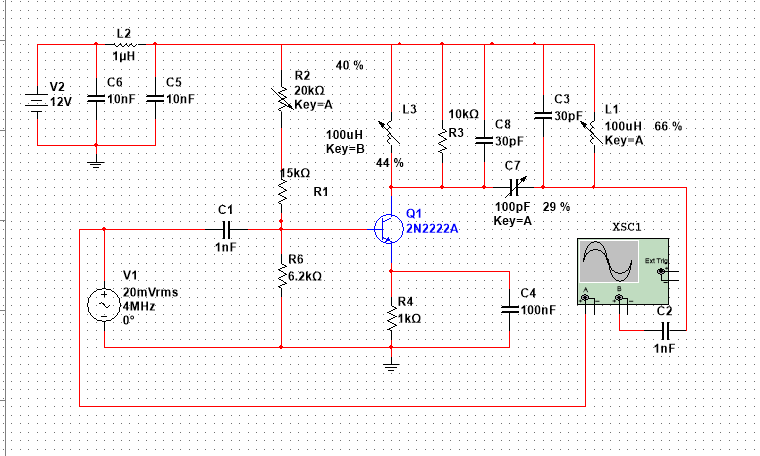 L2
1µH
V2
12V
C6
10nF
C5
10nF
R2
20kΩ
Key=A
40 %
L3
100uH
Key=B
44 %
10kΩ
R3
C8
30pF
C3
30pF
L1
100uH
Key=A
66 %
C7
100pF
Key=A
29 %
15kΩ
R1
C1
1nF
Q1
2N2222A
XSC1
Ext Trig
+
A
B
+
+
V1
20mVrms
4MHz
0°
R6
6.2kΩ
R4
1kΩ
C4
100nF
C2
1nF